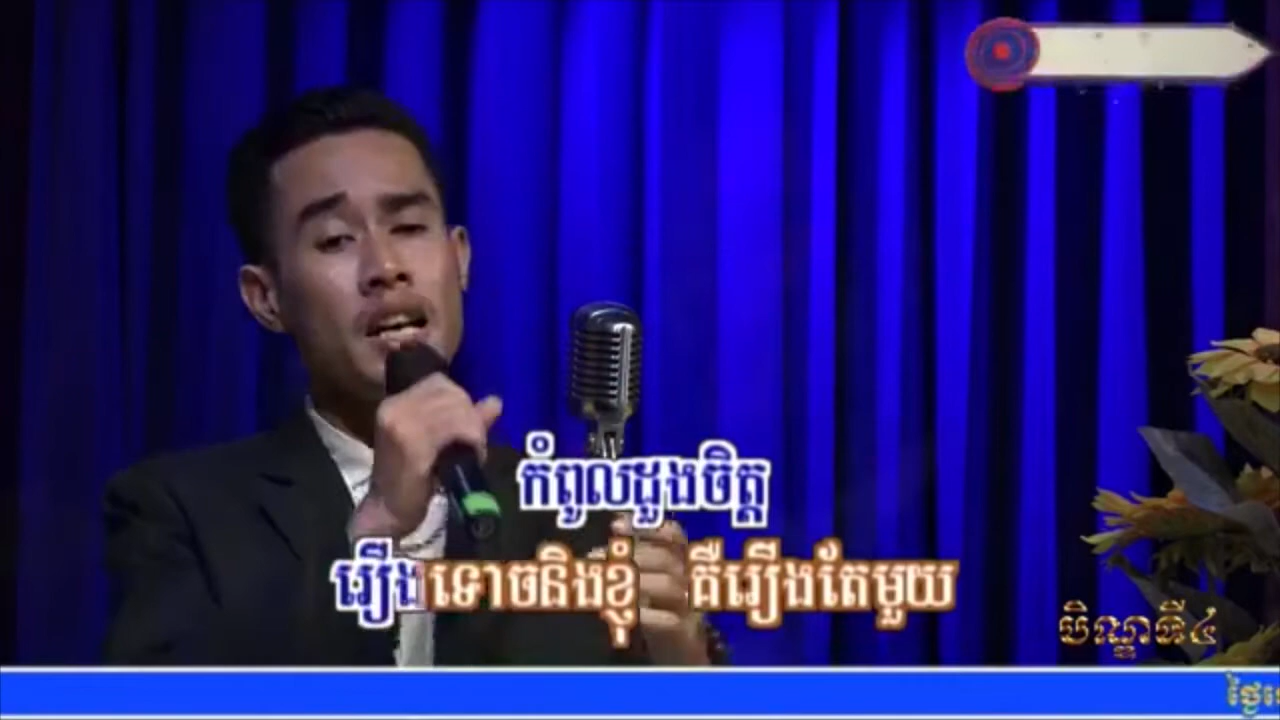 កំពូលដួងចិត្ត
រឿងទោចនិងខ្ញុំ គឺរឿងតែមួយ
បិណ្ឌទី៤